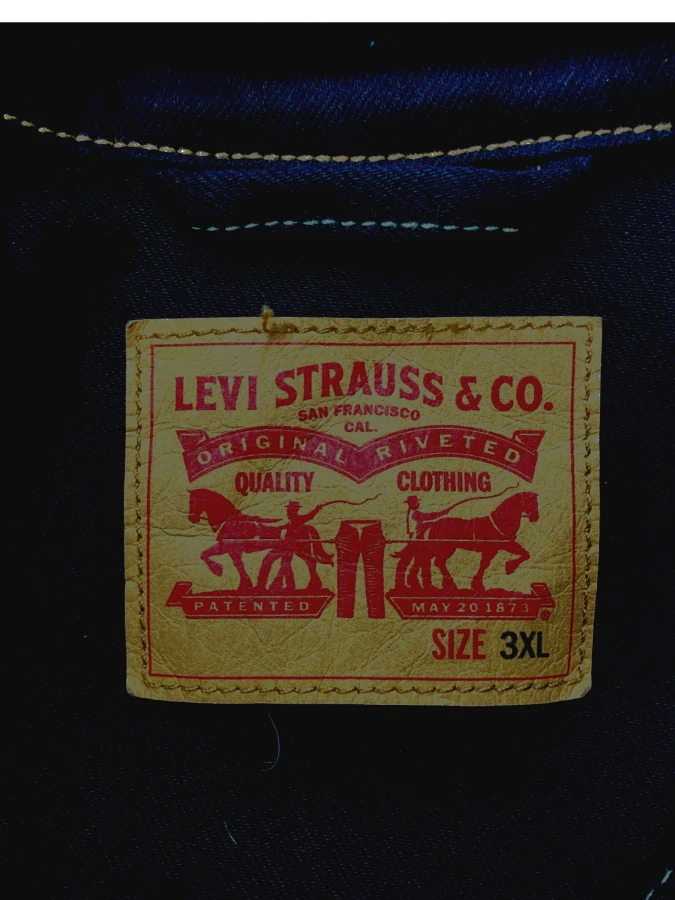 LEVI STRAUSS & CO.
SAN FRANCISCO
CAL.
ORIGINAL RIVETED
QUALITY CLOTHING
PATENTED MAY 20 1873
SIZE 3XL